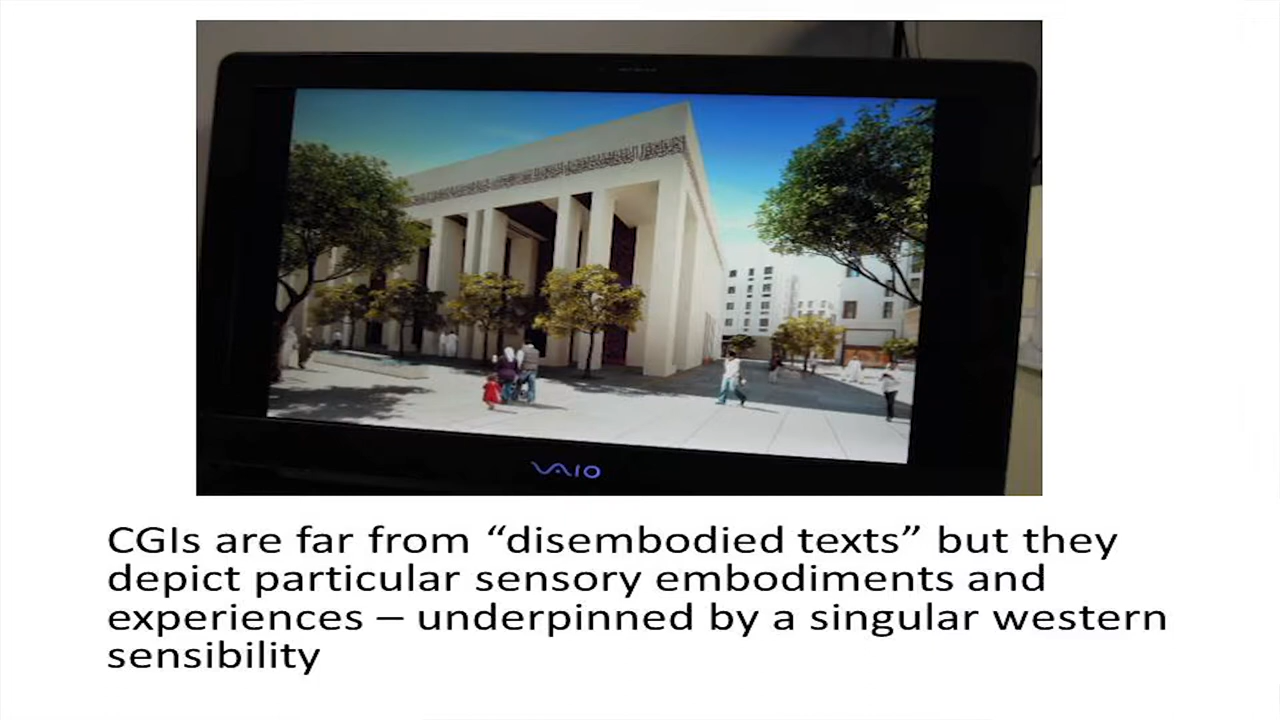 VAIO
CGIs are far from “disembodied texts” but they
depict particular sensory embodiments and
experiences – underpinned by a singular western
sensibility